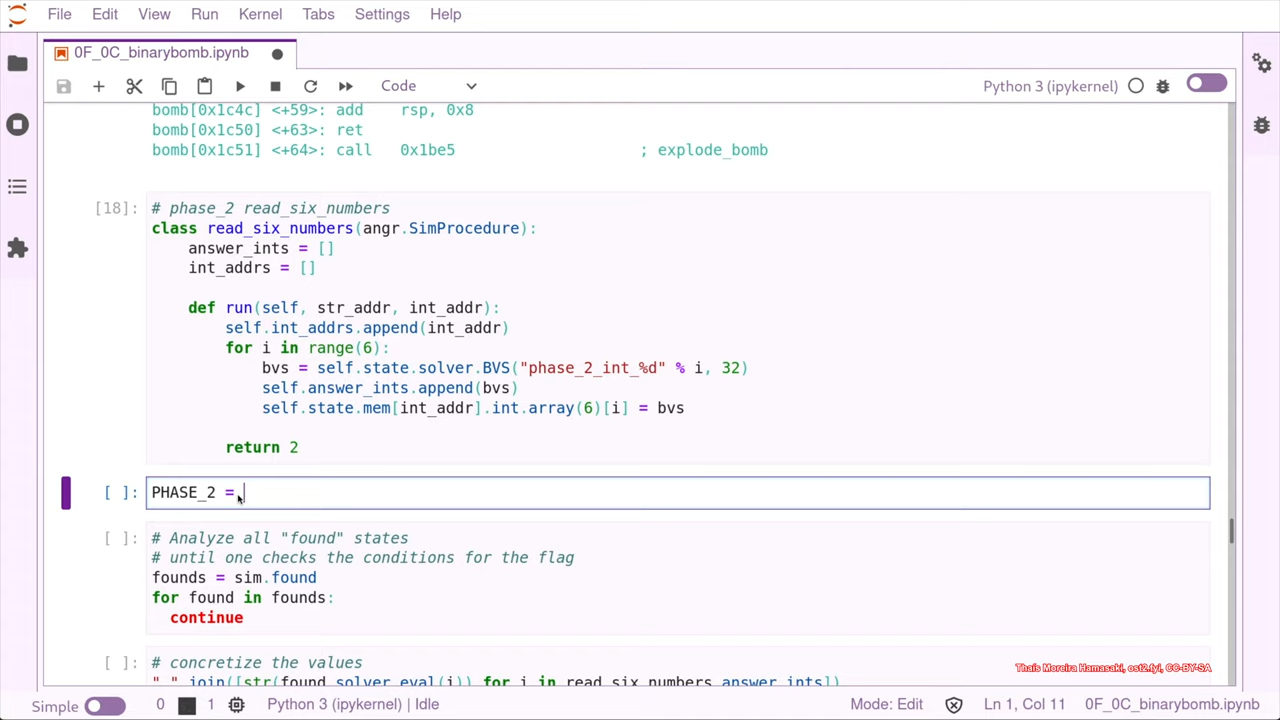 File Edit View Run Kernel Tabs Settings Help
0F_0C_binarybomb.ipynb
Code Python 3 (ipykernel)
bomb[0x1c4c] <+59>: add rsp, 0x8
bomb[0x1c50] <+63>: ret
bomb[0x1c51] <+64>: call 0x1be5 ; explode_bomb
[18]: # phase_2 read_six_numbers
class read_six_numbers(angr.SimProcedure):
answer_ints = []
int_addrs = []
def run(self, str_addr, int_addr):
self.int_addrs.append(int_addr)
for i in range(6):
bvs = self.state.solver.BVS("phase_2_int_%d" % i, 32)
self.answer_ints.append(bvs)
self.state.mem[int_addr].int.array(6)[i] = bvs
return 2
[ ]: PHASE_2 =
[ ]: # Analyze all "found" states
# until one checks the conditions for the flag
founds = sim.found
for found in founds:
continue
[ ]: # concretize the values
" ".join([str(found.solver.eval(i)) for i in read_six_numbers.answer_ints])
Thais Moreira Hamasaki, ost2.fyi, CC-BY-SA
Simple 0 1 Python 3 (ipykernel) | Idle Mode: Edit Ln 1, Col 11 0F_0C_binarybomb.ipynb